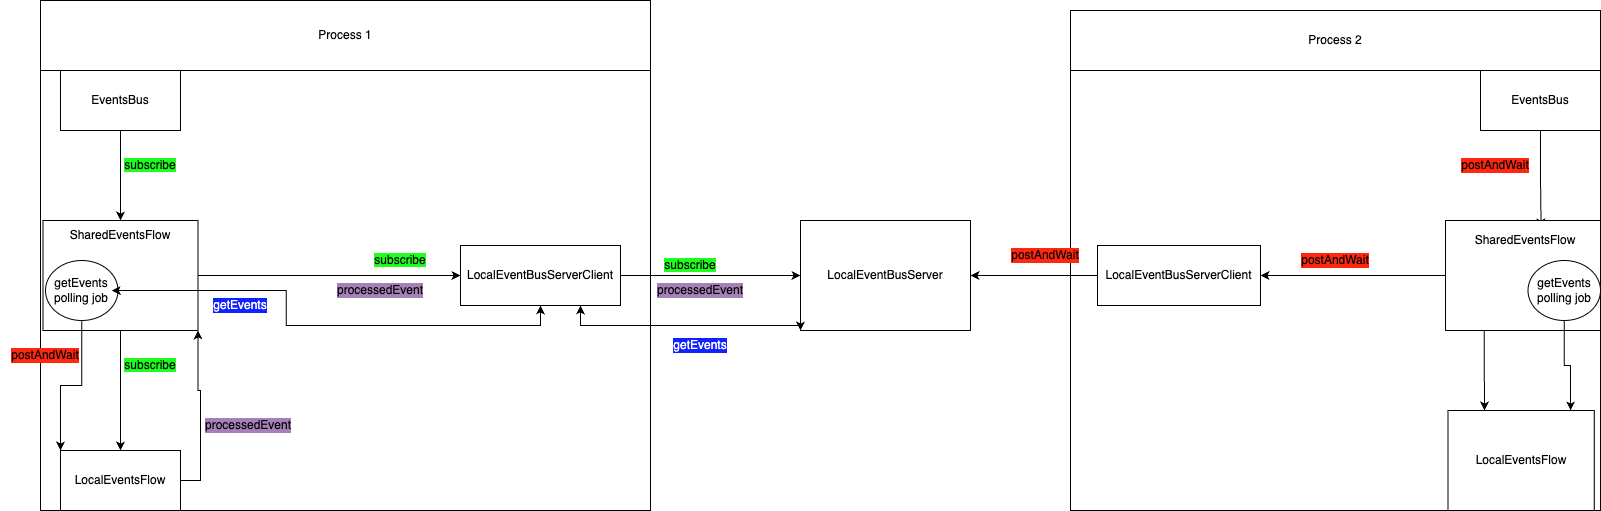 Process 1
Process 2
EventsBus
EventsBus
subscribe
postAndWait
SharedEventsFlow
SharedEventsFlow
subscribe
subscribe
postAndWait
postAndWait
LocalEventBusServerClient
LocalEventBusServer
LocalEventBusServerClient
getEvents
polling job
getEvents
polling job
processedEvent
processedEvent
getEvents
getEvents
postAndWait
subscribe
processedEvent
LocalEventsFlow
LocalEventsFlow